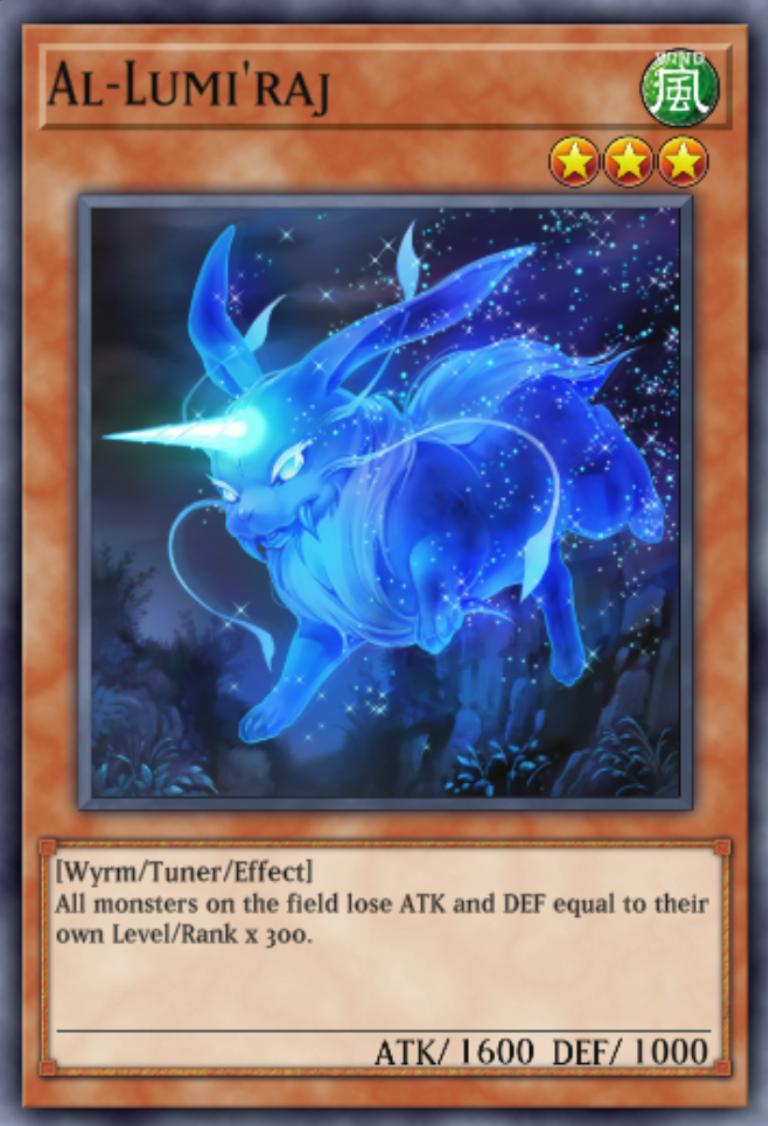 Al-Lumi'raj
WIND
風
[Wyrm/Tuner/Effect]
All monsters on the field lose ATK and DEF equal to their
own Level/Rank x 300.
ATK/ 1600 DEF/ 1000